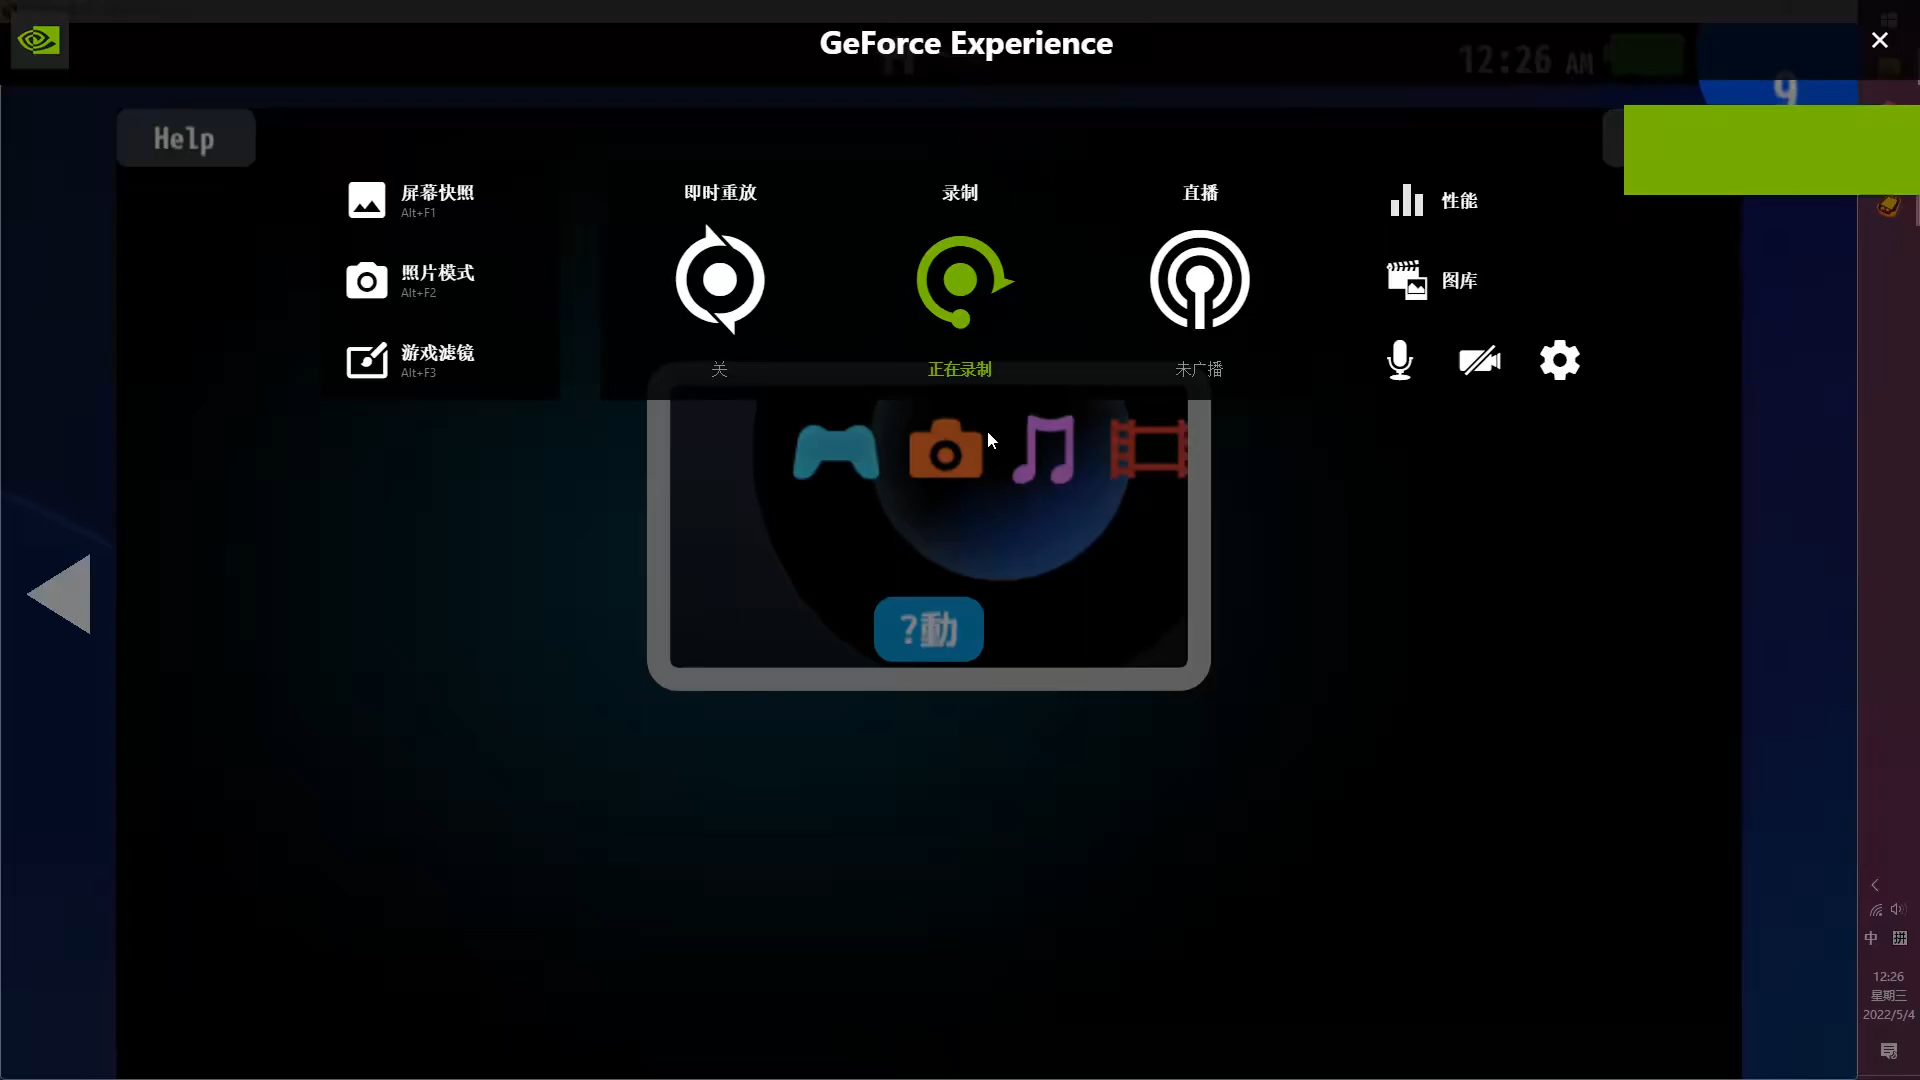 GeForce Experience
12:26 AM
9
Help
屏幕快照
Alt+F1
照片模式
Alt+F2
游戏滤镜
Alt+F3
即时重放
关
录制
正在录制
直播
未广播
性能
图库
?動
中
拼
12:26
星期三
2022/5/4